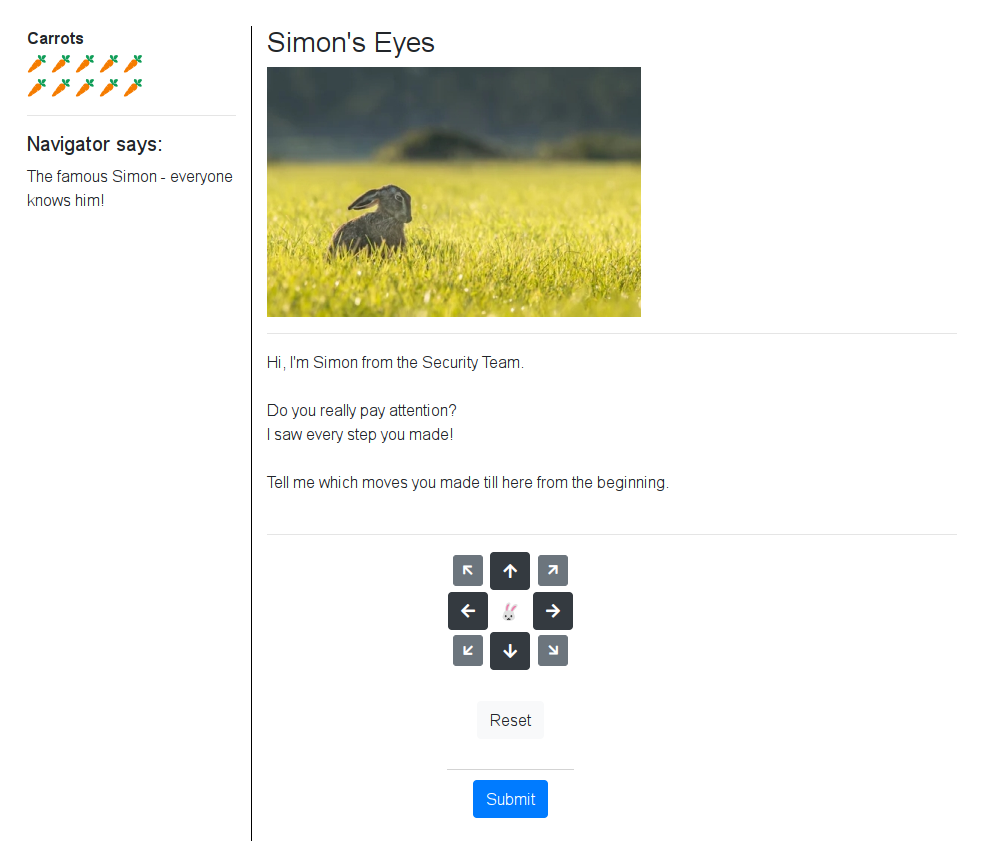 Carrots
Navigator says:
The famous Simon - everyone
knows him!
Simon's Eyes
Hi, I'm Simon from the Security Team.
Do you really pay attention?
I saw every step you made!
Tell me which moves you made till here from the beginning.
Reset
Submit